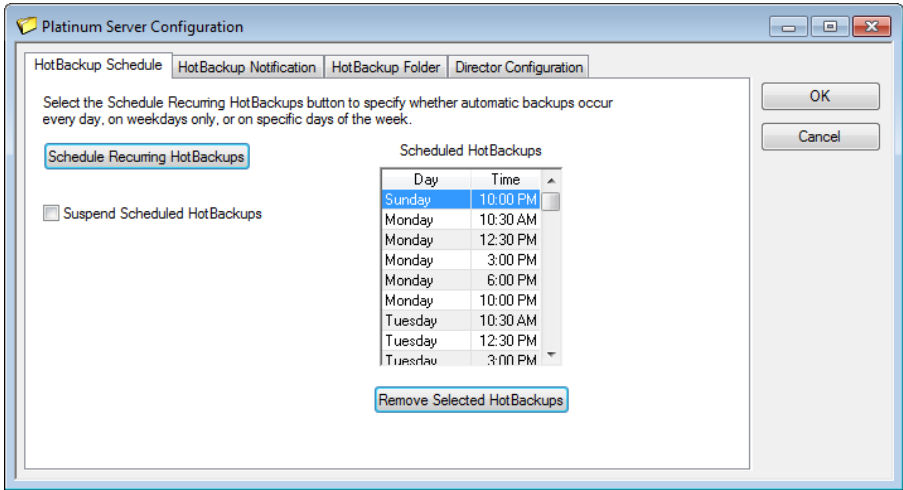 Platinum Server Configuration
HotBackup Schedule HotBackup Notification HotBackup Folder Director Configuration
Select the Schedule Recurring HotBackups button to specify whether automatic backups occur
every day, on weekdays only, or on specific days of the week.
OK
Cancel
Schedule Recurring HotBackups
Suspend Scheduled HotBackups
Scheduled HotBackups
Day Time
Sunday 10:00 PM
Monday 10:30 AM
Monday 12:30 PM
Monday 3:00 PM
Monday 6:00 PM
Monday 10:00 PM
Tuesday 10:30 AM
Tuesday 12:30 PM
Tuesday 3:00 PM
Remove Selected HotBackups